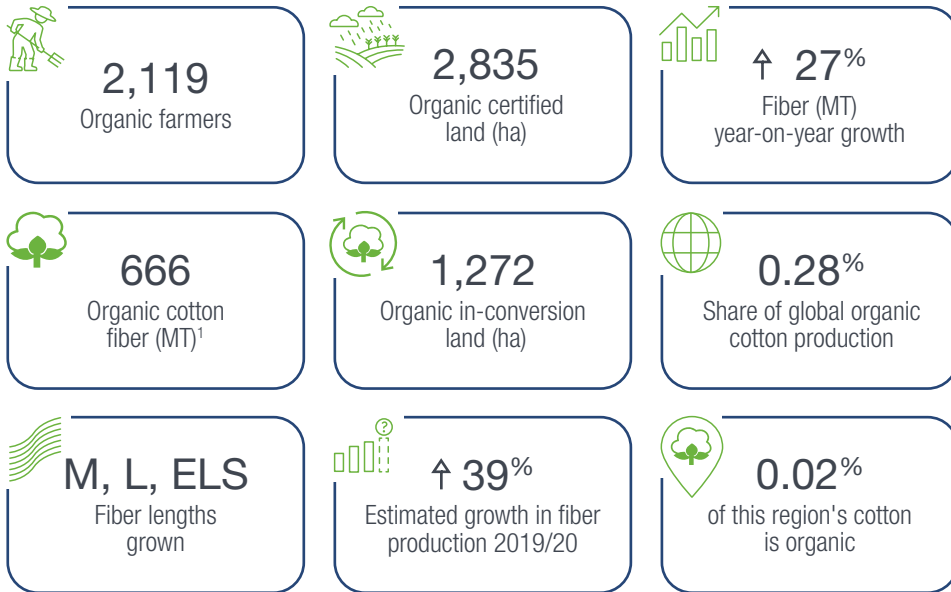 2,119
Organic farmers
2,835
Organic certified
land (ha)
↑ 27%
Fiber (MT)
year-on-year growth
666
Organic cotton
fiber (MT)¹
1,272
Organic in-conversion
land (ha)
0.28%
Share of global organic
cotton production
M, L, ELS
Fiber lengths
grown
?
↑ 39%
Estimated growth in fiber
production 2019/20
0.02%
of this region's cotton
is organic